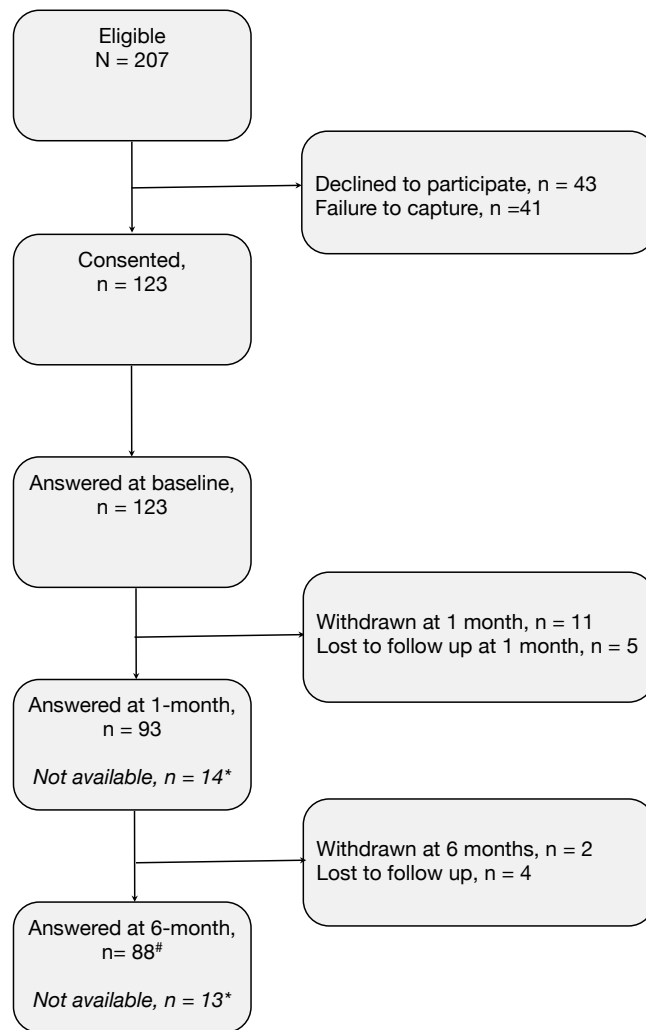 Eligible
N = 207
Declined to participate, n = 43
Failure to capture, n =41
Consented,
n = 123
Answered at baseline,
n = 123
Withdrawn at 1 month, n = 11
Lost to follow up at 1 month, n = 5
Answered at 1-month,
n = 93
Not available, n = 14*
Withdrawn at 6 months, n = 2
Lost to follow up, n = 4
Answered at 6-month,
n= 88#
Not available, n = 13*